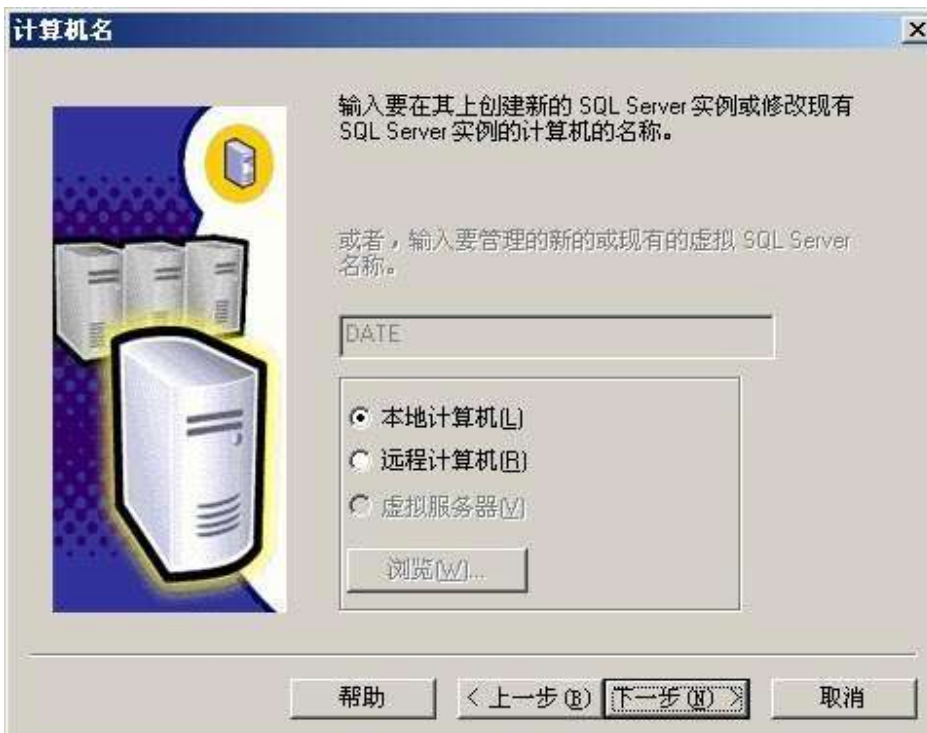 计算机名
输入要在其上创建新的 SQL Server 实例或修改现有
SQL Server 实例的计算机的名称。
或者，输入要管理的新的或现有的虚拟 SQL Server
名称。
DATE
本地计算机(L)
远程计算机(R)
虚拟服务器(V)
浏览(W)...
帮助
< 上一步(B)
下一步(N) >
取消